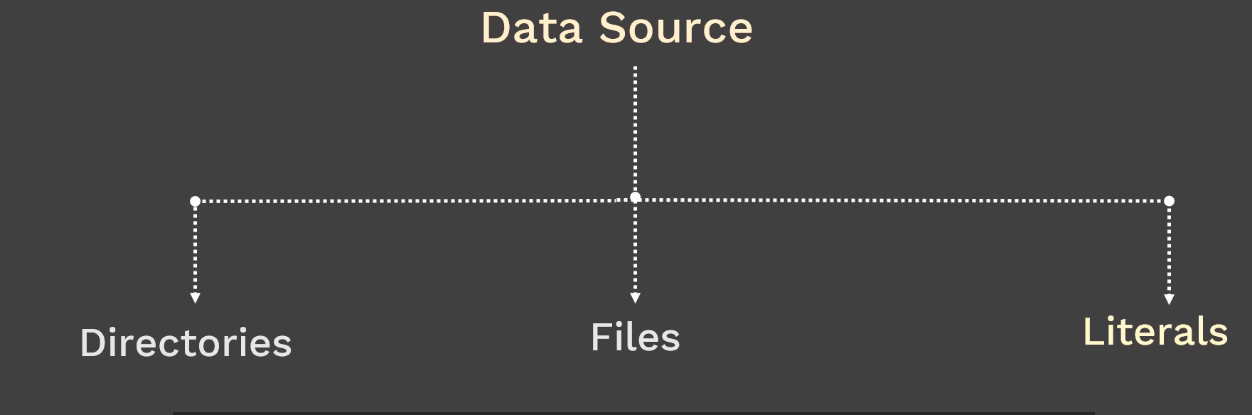 Data Source
Directories
Files
Literals